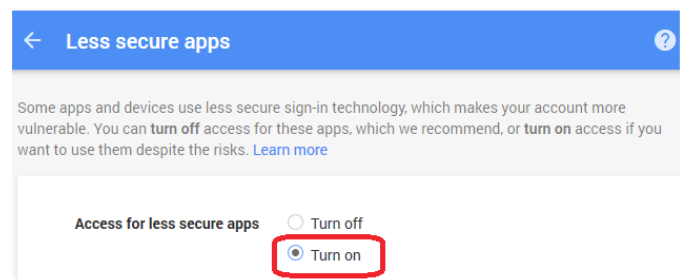 Less secure apps
Some apps and devices use less secure sign-in technology, which makes your account more
vulnerable. You can turn off access for these apps, which we recommend, or turn on access if you
want to use them despite the risks. Learn more
Access for less secure apps
Turn off
Turn on